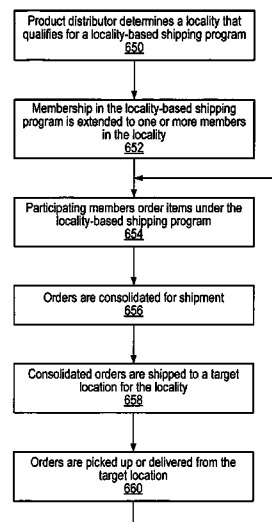 Product distributor determines a locality that
qualifies for a locality-based shipping program
650
Membership in the locality-based shipping
program is extended to one or more members
in the locality
652
Participating members order items under the
locality-based shipping program
654
Orders are consolidated for shipment
656
Consolidated orders are shipped to a target
location for the locality
658
Orders are picked up or delivered from the
target location
660